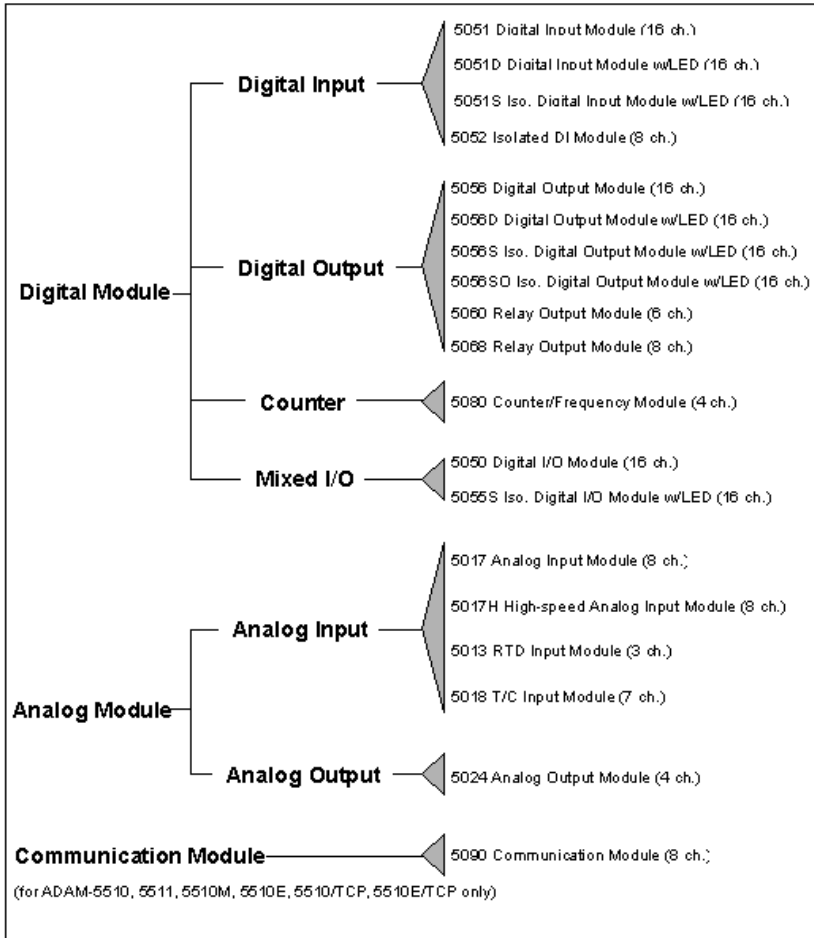 Digital Module
Digital Input
5051 Digital Input Module (16 ch.)
5051D Digital Input Module w/LED (16 ch.)
5051S Iso. Digital Input Module w/LED (16 ch.)
5052 Isolated DI Module (8 ch.)
Digital Output
5056 Digital Output Module (16 ch.)
5056D Digital Output Module w/LED (16 ch.)
5056S Iso. Digital Output Module w/LED (16 ch.)
5056SO Iso. Digital Output Module w/LED (16 ch.)
5060 Relay Output Module (6 ch.)
5068 Relay Output Module (8 ch.)
Counter
5080 Counter/Frequency Module (4 ch.)
Mixed I/O
5050 Digital I/O Module (16 ch.)
5055S Iso. Digital I/O Module w/LED (16 ch.)
Analog Module
Analog Input
5017 Analog Input Module (8 ch.)
5017H High-speed Analog Input Module (8 ch.)
5013 RTD Input Module (3 ch.)
5018 T/C Input Module (7 ch.)
Analog Output
5024 Analog Output Module (4 ch.)
Communication Module
5090 Communication Module (8 ch.)
(for ADAM-5510, 5511, 5510M, 5510E, 5510/TCP, 5510E/TCP only)